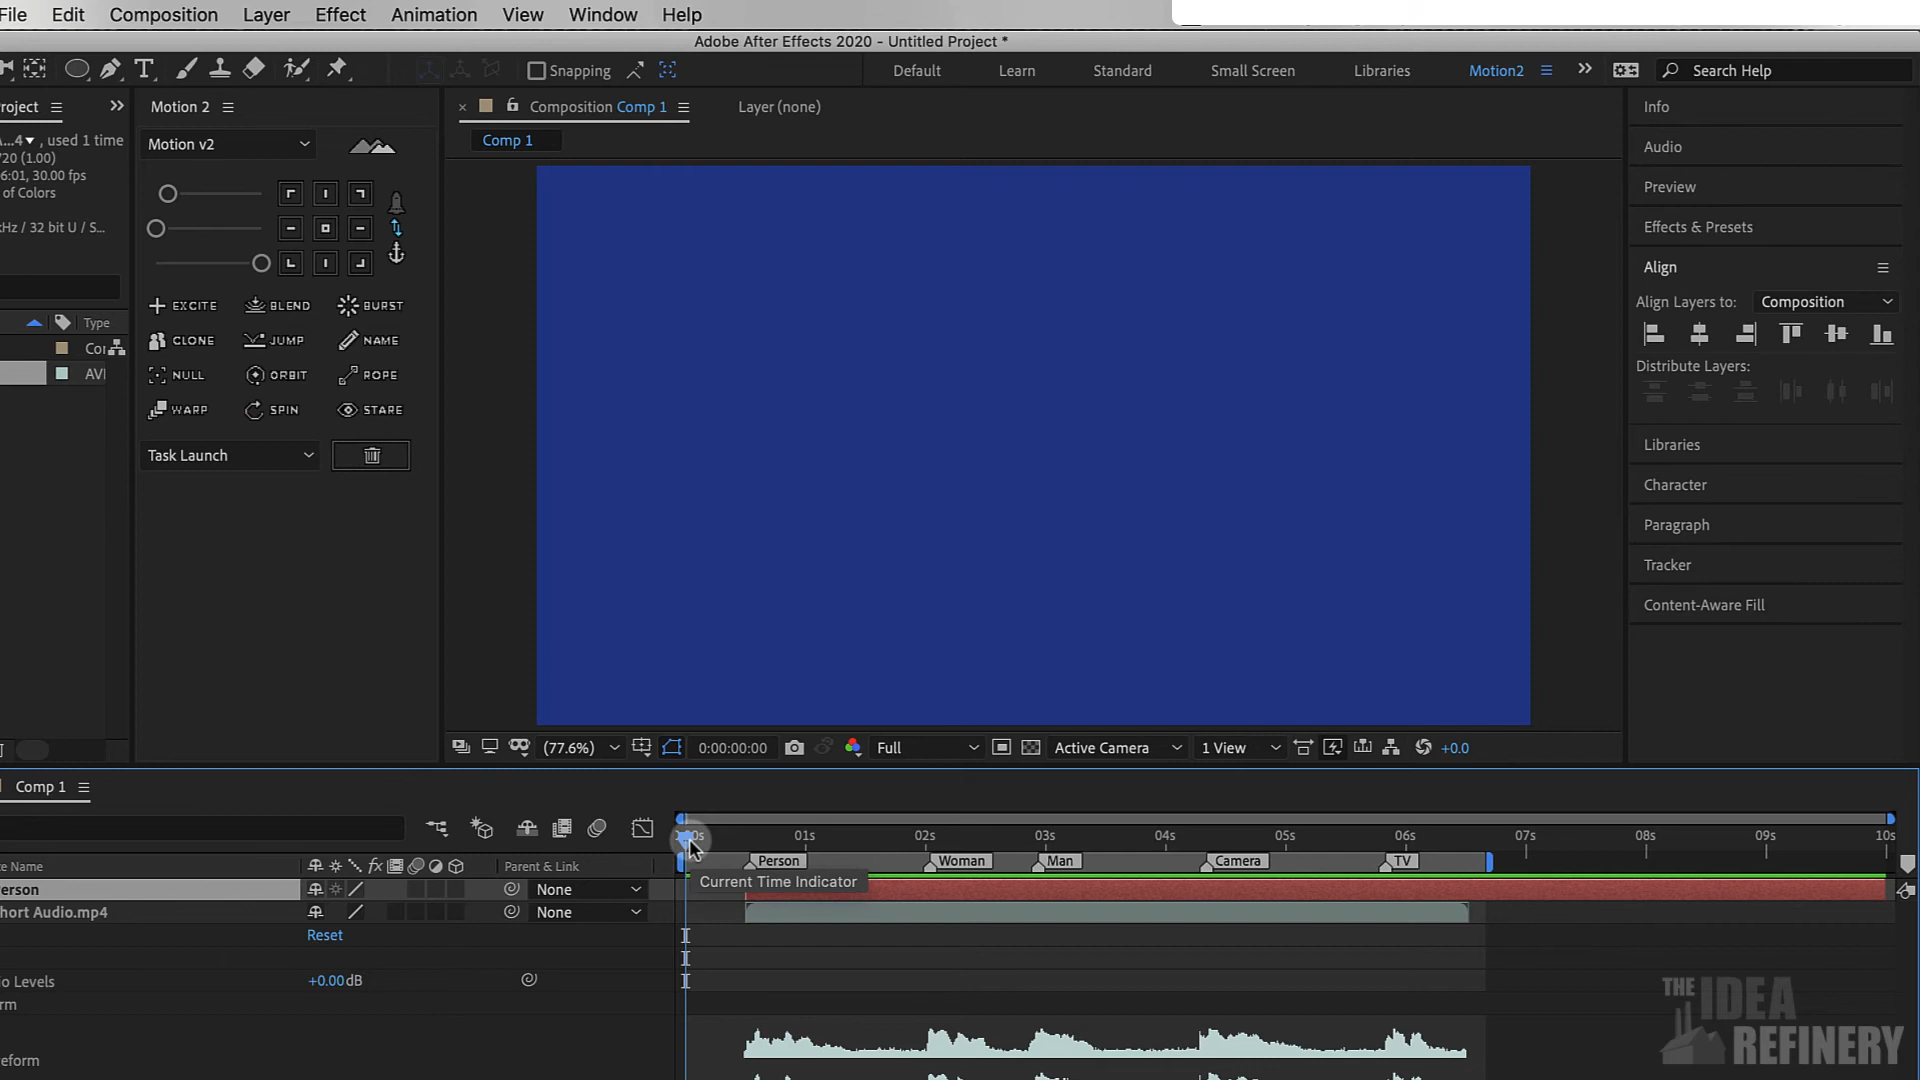 File Edit Composition Layer Effect Animation View Window Help
Adobe After Effects 2020 - Untitled Project *
Snapping Default Learn Standard Small Screen Libraries Motion2 Search Help
roject Motion 2 Composition Comp 1 Layer (none) Info
A...4 , used 1 time Motion v2 Comp 1 Audio
20 (1.00)
6:01, 30.00 fps Preview
of Colors
Hz / 32 bit U / S... Effects & Presets
Align
Align Layers to: Composition
EXCITE BLEND BURST
Type
CLONE JUMP NAME
Distribute Layers:
NULL ORBIT ROPE
AVI
WARP SPIN STARE
Libraries
Task Launch
Character
Paragraph
Tracker
Content-Aware Fill
(77.6%) 0:00:00:00 Full Active Camera 1 View +0.0
Comp 1
01s 02s 03s 04s 05s 06s 07s 08s 09s 10s
ce Name fx Parent & Link Person Woman Man Camera TV
Current Time Indicator
erson None
hort Audio.mp4 None
Reset
io Levels +0.00dB
rm
eform
THE IDEA REFINERY